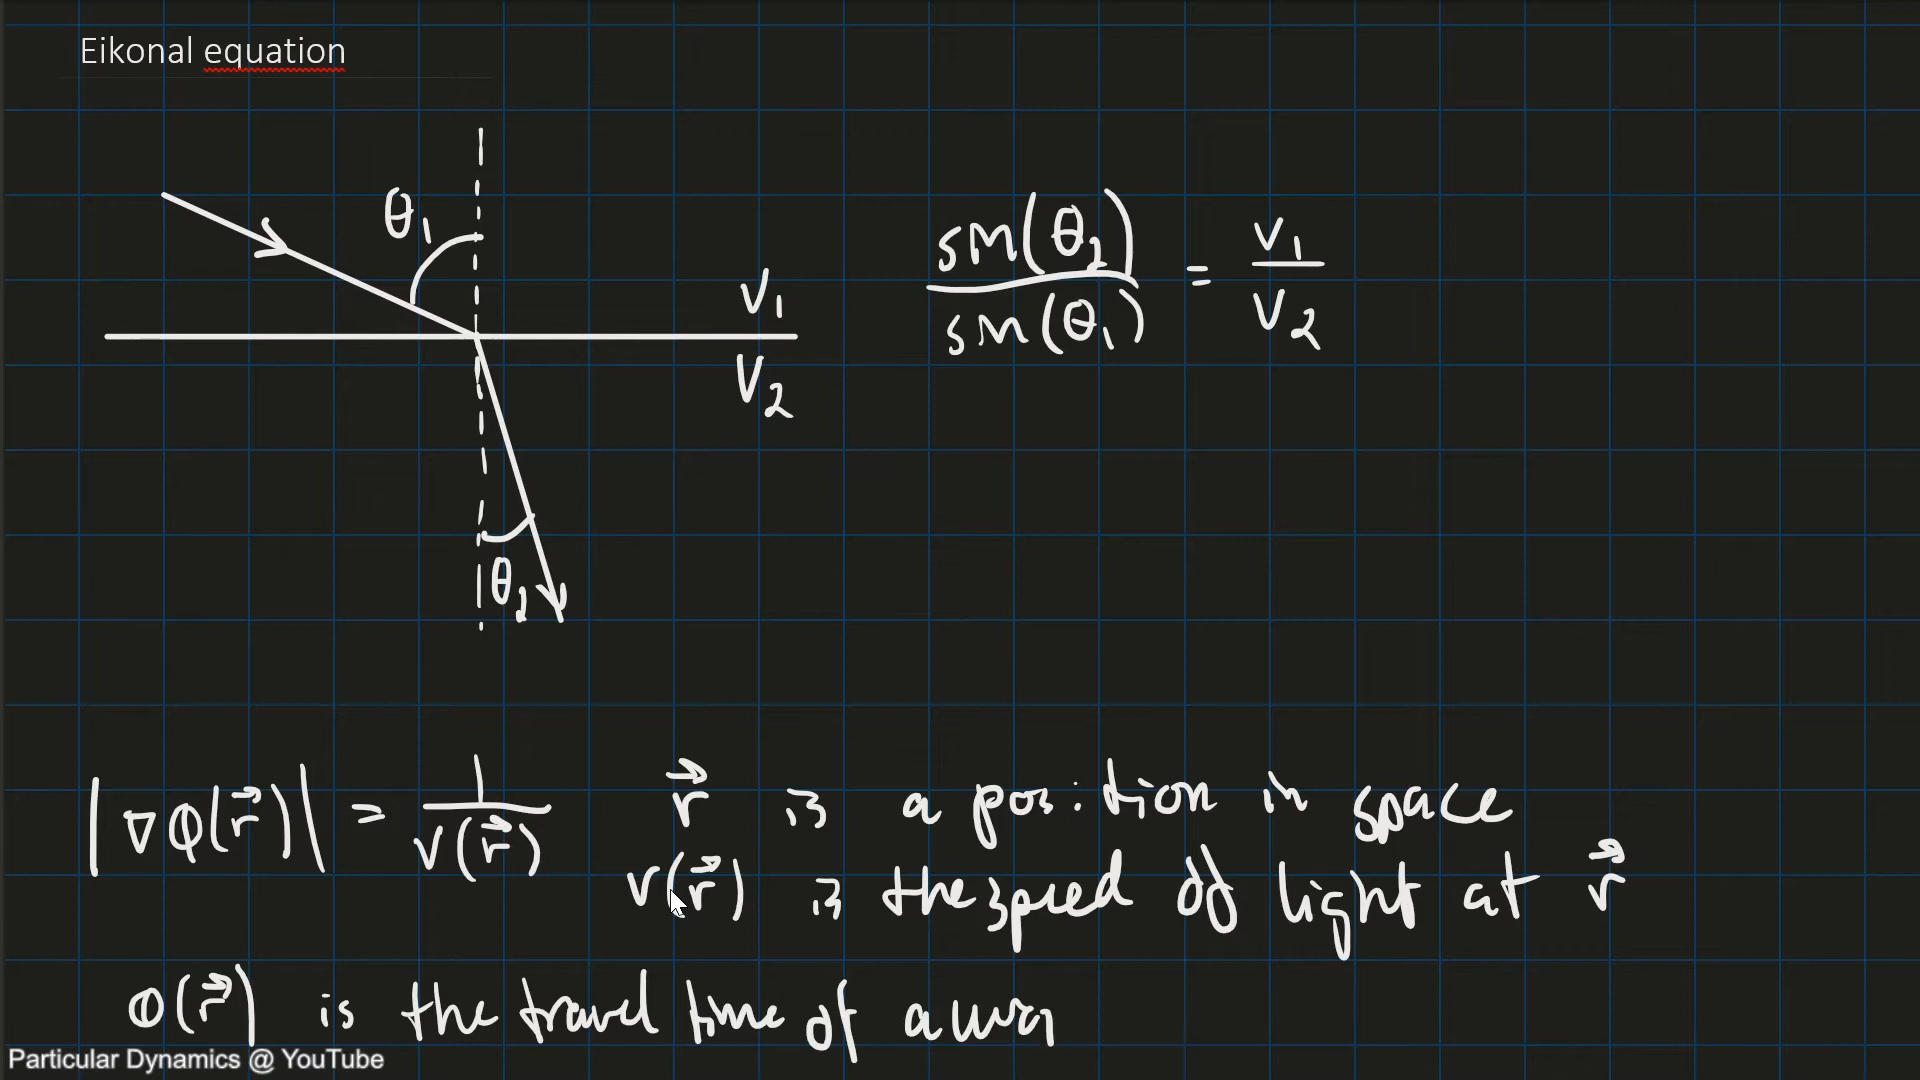 Eikonal equation
θ₁
V₁
V₂
θ₂
sin(θ₂) / sin(θ₁) = V₁ / V₂
|∇Φ(r⃗)| = 1 / V(r⃗)
r⃗ is a position in space
V(r⃗) is the speed of light at r⃗
Φ(r⃗) is the travel time of a
Particular Dynamics @ YouTube